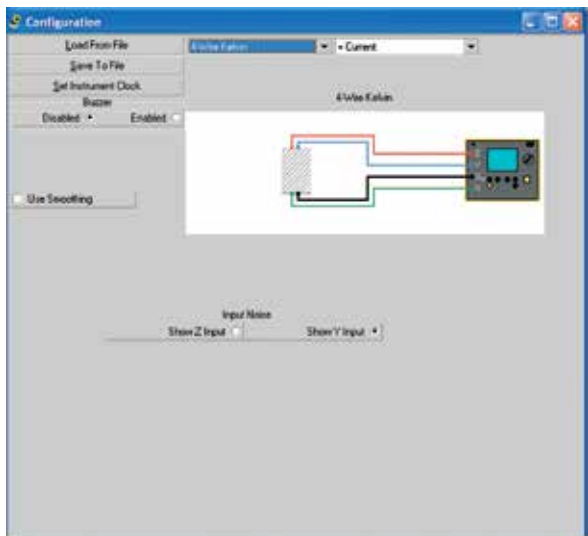 Configuration
Load From File
4-Wire Kelvin
+ Current
Save To File
Set Instrument Clock
Buzzer
4-Wire Kelvin
Disabled
Enabled
Use Smoothing
Input Noise
Show Z Input
Show Y Input